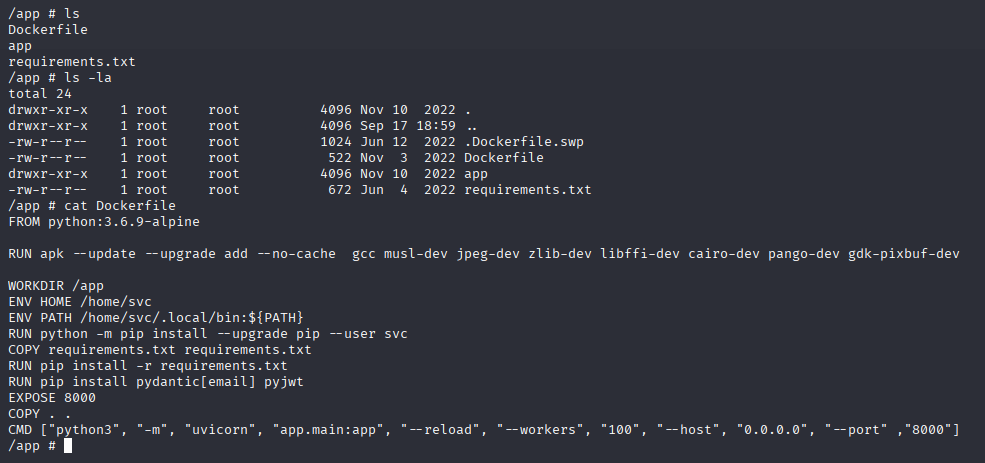 /app # ls
Dockerfile
app
requirements.txt
/app # ls -la
total 24
drwxr-xr-x    1 root     root          4096 Nov 10  2022 .
drwxr-xr-x    1 root     root          4096 Sep 17 18:59 ..
-rw-r--r--    1 root     root          1024 Jun 12  2022 .Dockerfile.swp
-rw-r--r--    1 root     root           522 Nov  3  2022 Dockerfile
drwxr-xr-x    1 root     root          4096 Nov 10  2022 app
-rw-r--r--    1 root     root           672 Jun  4  2022 requirements.txt
/app # cat Dockerfile
FROM python:3.6.9-alpine
RUN apk --update --upgrade add --no-cache  gcc musl-dev jpeg-dev zlib-dev libffi-dev cairo-dev pango-dev gdk-pixbuf-dev
WORKDIR /app
ENV HOME /home/svc
ENV PATH /home/svc/.local/bin:${PATH}
RUN python -m pip install --upgrade pip --user svc
COPY requirements.txt requirements.txt
RUN pip install -r requirements.txt
RUN pip install pydantic[email] pyjwt
EXPOSE 8000
COPY . .
CMD ["python3", "-m", "uvicorn", "app.main:app", "--reload", "--workers", "100", "--host", "0.0.0.0", "--port" ,"8000"]
/app #